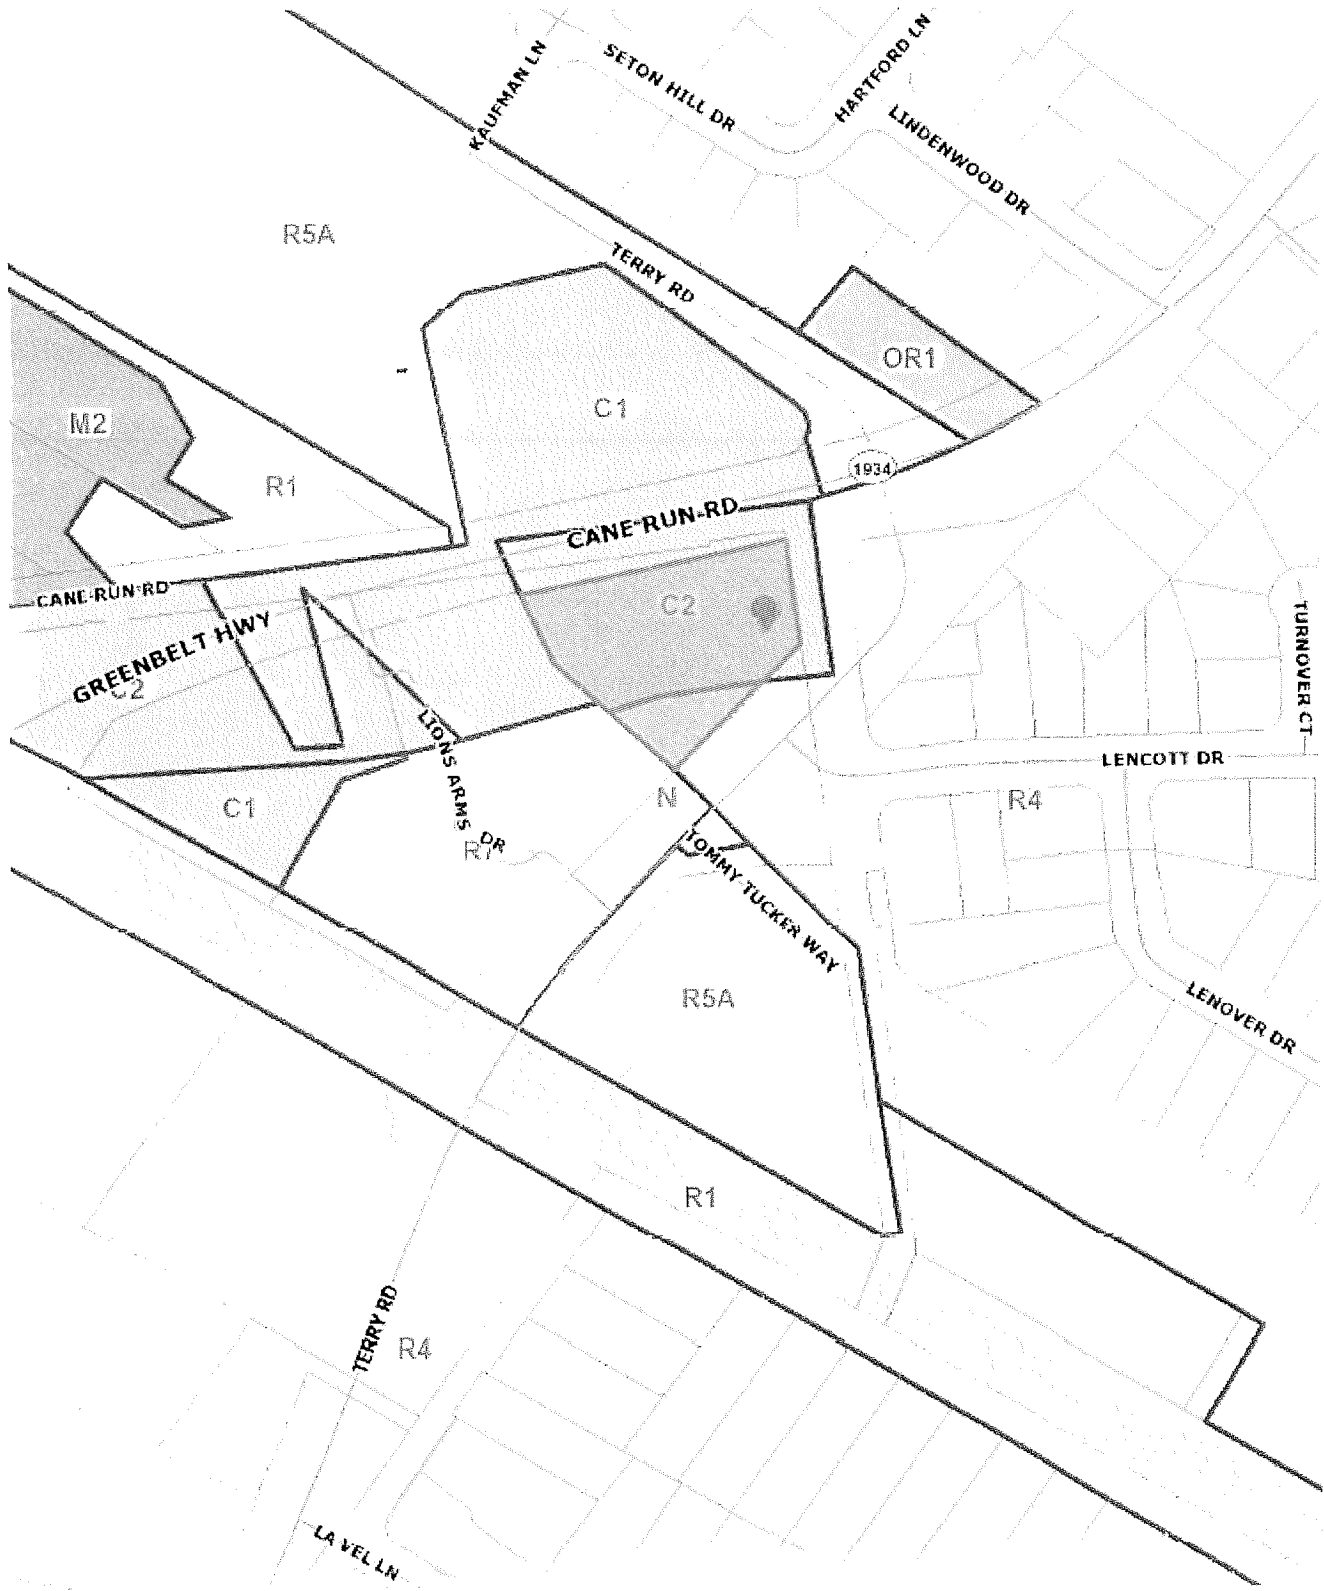 KAUFMAN LN
SETON HILL DR
HARTFORD LN
LINDENWOOD DR
R5A
TERRY RD
OR1
C1
M2
R1
1934
CANE RUN RD
C2
CANE RUN RD
GREENBELT HWY
C2
TURNOVER CT
LIONS ARMS DR
LENCOTT DR
C1
N
R4
R7
TOMMY TUCKER WAY
R5A
LENOVER DR
R1
TERRY RD
R4
LA VEL LN